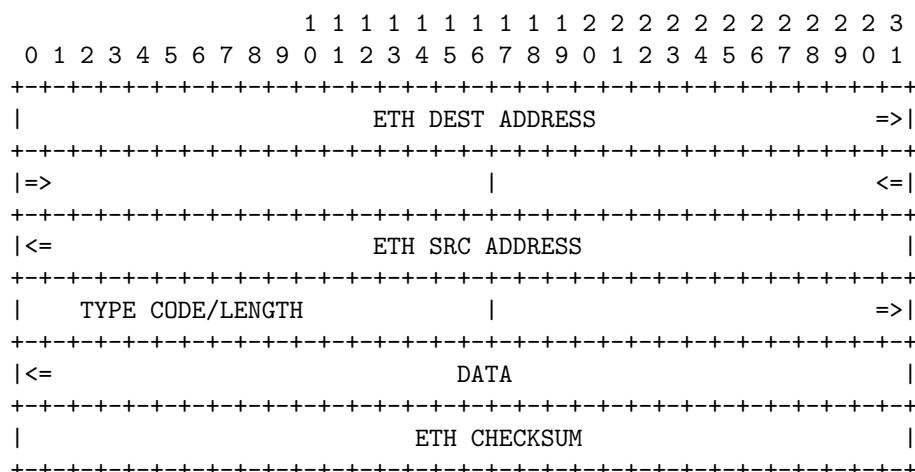 1 1 1 1 1 1 1 1 1 1 2 2 2 2 2 2 2 2 2 2 3
 0 1 2 3 4 5 6 7 8 9 0 1 2 3 4 5 6 7 8 9 0 1 2 3 4 5 6 7 8 9 0 1
+-+-+-+-+-+-+-+-+-+-+-+-+-+-+-+-+-+-+-+-+-+-+-+-+-+-+-+-+-+-+-+-+
|                         ETH DEST ADDRESS                    =>|
+-+-+-+-+-+-+-+-+-+-+-+-+-+-+-+-+-+-+-+-+-+-+-+-+-+-+-+-+-+-+-+-+
|=>                               |                           <=|
+-+-+-+-+-+-+-+-+-+-+-+-+-+-+-+-+-+-+-+-+-+-+-+-+-+-+-+-+-+-+-+-+
|<=                       ETH SRC ADDRESS                       |
+-+-+-+-+-+-+-+-+-+-+-+-+-+-+-+-+-+-+-+-+-+-+-+-+-+-+-+-+-+-+-+-+
|    TYPE CODE/LENGTH             |                           =>|
+-+-+-+-+-+-+-+-+-+-+-+-+-+-+-+-+-+-+-+-+-+-+-+-+-+-+-+-+-+-+-+-+
|<=                             DATA                            |
+-+-+-+-+-+-+-+-+-+-+-+-+-+-+-+-+-+-+-+-+-+-+-+-+-+-+-+-+-+-+-+-+
|                            ETH CHECKSUM                       |
+-+-+-+-+-+-+-+-+-+-+-+-+-+-+-+-+-+-+-+-+-+-+-+-+-+-+-+-+-+-+-+-+